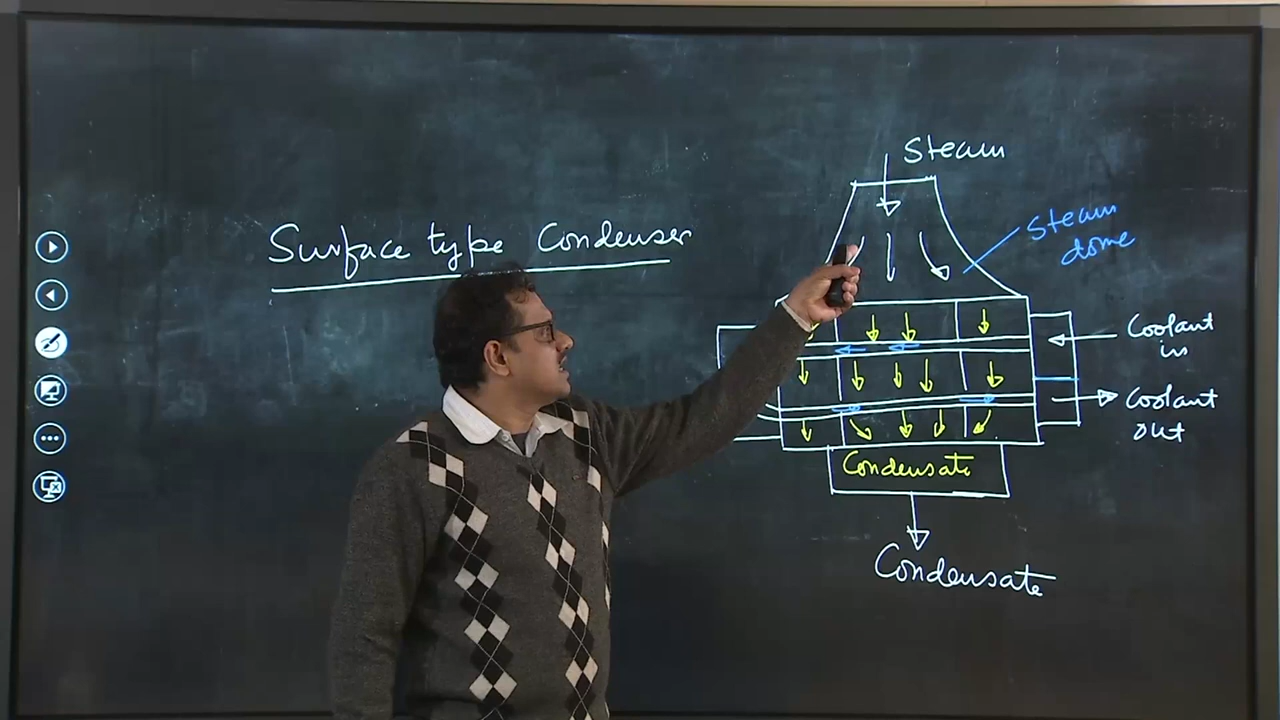 Steam
Surface type Condenser
Steam
dome
Coolant
in
Coolant
out
Condensate
Condensate